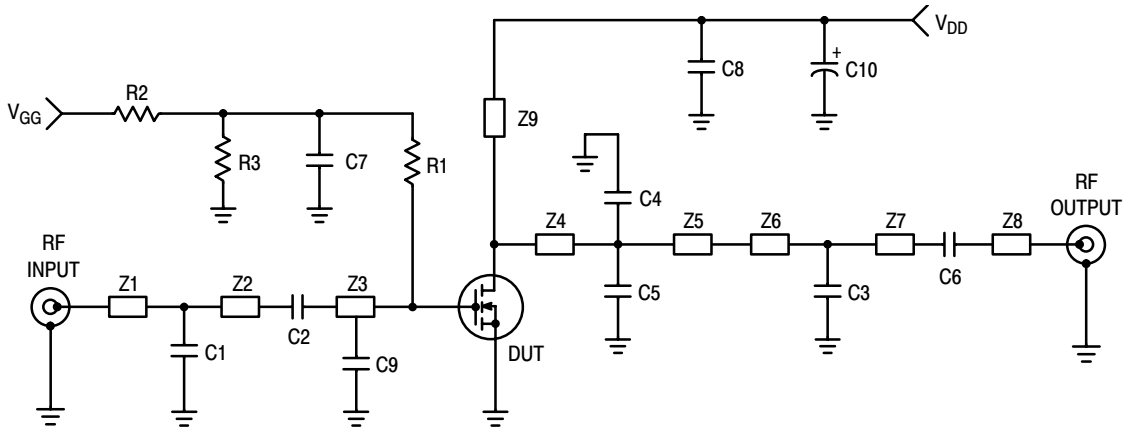 V_DD
C8
+
C10
V_GG
R2
Z9
R3
C7
R1
C4
RF
OUTPUT
RF
INPUT
Z4
Z5
Z6
Z7
Z8
C6
C5
C3
Z1
Z2
Z3
C2
C1
C9
DUT